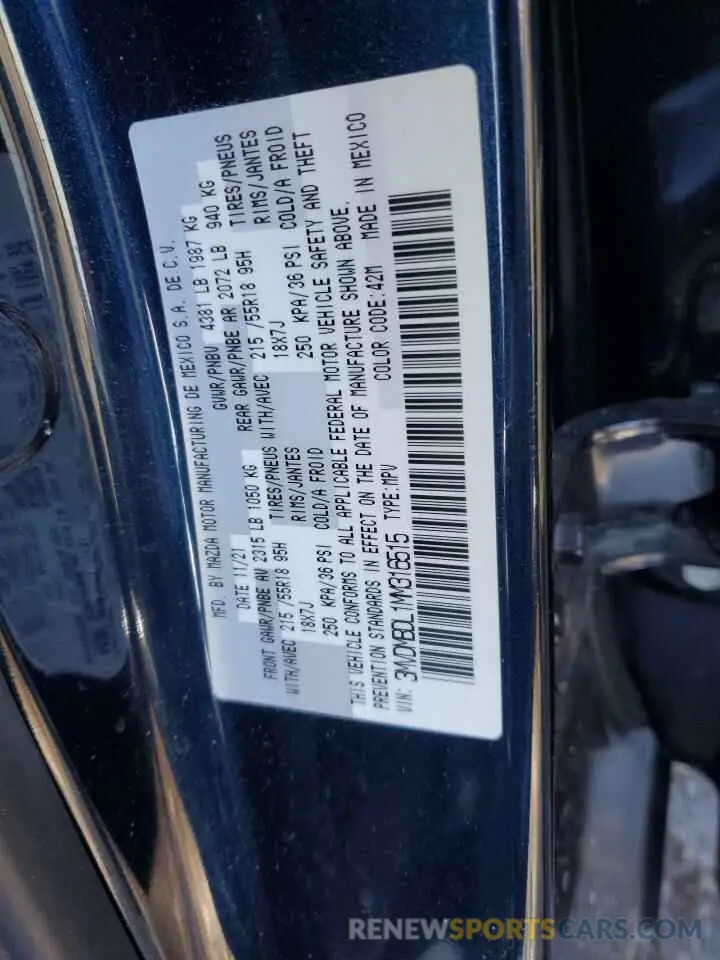 MFD. BY MAZDA MOTOR MANUFACTURING DE MEXICO S.A. DE C.V.
DATE 11/21 GVWR/PNBV 4381 LB 1987 KG
FRONT GAWR/PNBE AV 2315 LB 1050 KG REAR GAWR/PNBE AR 2072 LB 940 KG
WITH/AVEC 215 /55R18 95H TIRES/PNEUS WITH/AVEC 215 /55R18 95H TIRES/PNEUS
18X7J RIMS/JANTES 18X7J RIMS/JANTES
250 KPA/36 PSI COLD/A FROID 250 KPA/36 PSI COLD/A FROID
THIS VEHICLE CONFORMS TO ALL APPLICABLE FEDERAL MOTOR VEHICLE SAFETY AND THEFT
PREVENTION STANDARDS IN EFFECT ON THE DATE OF MANUFACTURE SHOWN ABOVE.
VIN: 3MVDMBDL1MM316515 TYPE:MPV COLOR CODE:42M MADE IN MEXICO
RENEWSPORTSCARS.COM